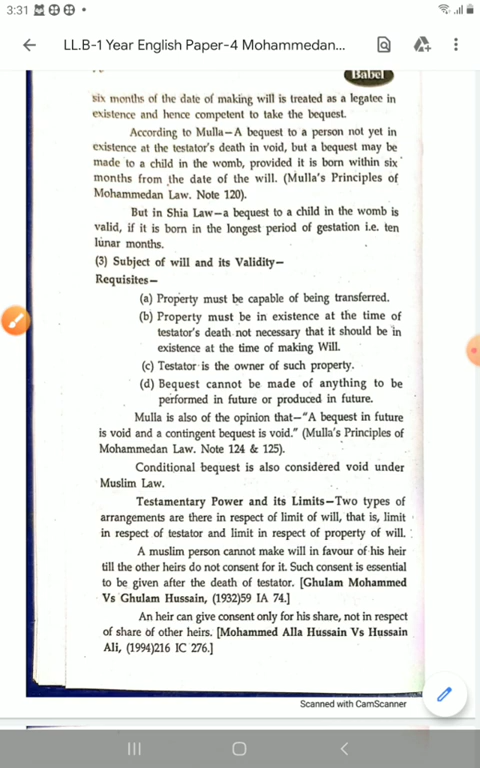 3:31
LL.B-1 Year English Paper-4 Mohammedan...
Babel
six months of the date of making will is treated as a legatee in
existence and hence competent to take the bequest.
According to Mulla—A bequest to a person not yet in
existence at the testator's death in void, but a bequest may be
made to a child in the womb, provided it is born within six
months from the date of the will. (Mulla's Principles of
Mohammedan Law. Note 120).
But in Shia Law—a bequest to a child in the womb is
valid, if it is born in the longest period of gestation i.e. ten
lunar months.
(3) Subject of will and its Validity—
Requisites—
(a) Property must be capable of being transferred.
(b) Property must be in existence at the time of
testator's death not necessary that it should be in
existence at the time of making Will.
(c) Testator is the owner of such property.
(d) Bequest cannot be made of anything to be
performed in future or produced in future.
Mulla is also of the opinion that—"A bequest in future
is void and a contingent bequest is void." (Mulla's Principles of
Mohammedan Law. Note 124 & 125).
Conditional bequest is also considered void under
Muslim Law.
Testamentary Power and its Limits—Two types of
arrangements are there in respect of limit of will, that is, limit
in respect of testator and limit in respect of property of will.
A muslim person cannot make will in favour of his heir
till the other heirs do not consent for it. Such consent is essential
to be given after the death of testator. [Ghulam Mohammed
Vs Ghulam Hussain, (1932)59 IA 74.]
An heir can give consent only for his share, not in respect
of share of other heirs. [Mohammed Alla Hussain Vs Hussain
Ali, (1994)216 IC 276.]
Scanned with CamScanner